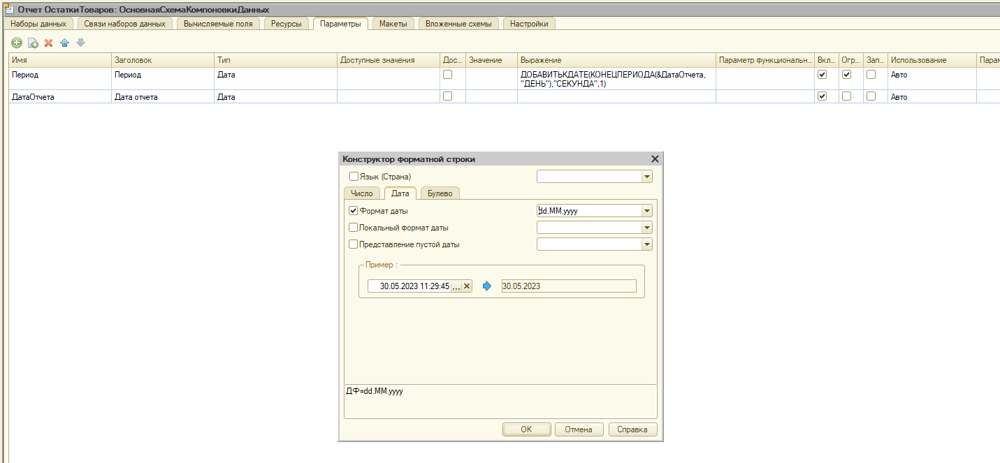 Отчет ОстаткиТоваров: ОсновнаяСхемаКомпоновкиДанных
Наборы данных Связи наборов данных Вычисляемые поля Ресурсы Параметры Макеты Вложенные схемы Настройки
Имя Заголовок Тип Доступные значения Дос... Значение Выражение Параметр функциональн... Вкл... Огр... Зап... Использование Парам
Период Период Дата ДОБАВИТЬКДАТЕ(КОНЕЦПЕРИОДА(&ДатаОтчета, Авто
"ДЕНЬ"),"СЕКУНДА",1)
ДатаОтчета Дата отчета Дата Авто
Конструктор форматной строки
Язык (Страна)
Число Дата Булево
Формат даты dd.MM.yyyy
Локальный формат даты
Представление пустой даты
Пример :
30.05.2023 11:29:45 ... 30.05.2023
ДФ=dd.MM.yyyy
OK Отмена Справка